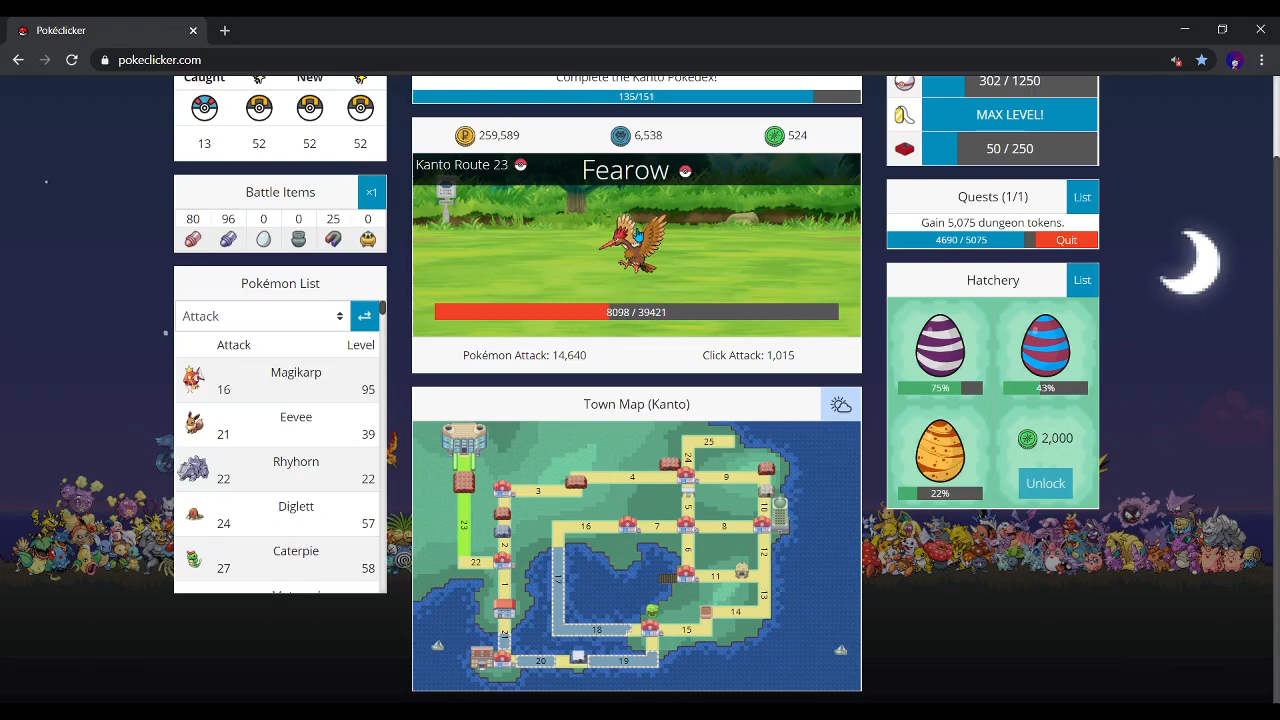 Pokéclicker
pokeclicker.com
Caught New
13 52 52 52
Battle Items ×1
80 96 0 0 25 0
Pokémon List
Attack
Attack Level
Magikarp
16 95
Eevee
21 39
Rhyhorn
22 22
Diglett
24 57
Caterpie
27 58
Complete the Kanto Pokédex!
135/151
259,589 6,538 524
Kanto Route 23 Fearow
8098 / 39421
Pokémon Attack: 14,640 Click Attack: 1,015
Town Map (Kanto)
25
24
3 4 9
23 5 10
2 16 7 8
22 6 12
1 17 11
13
14
21 18 15
20 19
302 / 1250
MAX LEVEL!
50 / 250
Quests (1/1) List
Gain 5,075 dungeon tokens.
4690 / 5075 Quit
Hatchery List
75% 43%
2,000
22% Unlock